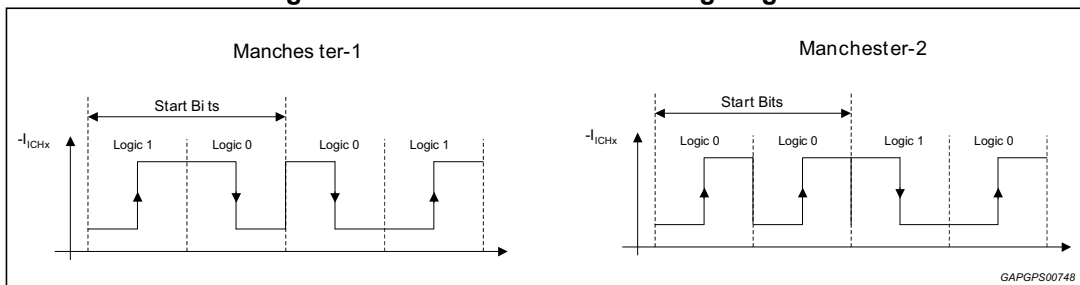 Manches ter-1
Manchester-2
Start Bi ts
Start Bits
-I_ICHx
Logic 1 Logic 0 Logic 0 Logic 1
-I_ICHx
Logic 0 Logic 0 Logic 1 Logic 0
GAPGPS00748